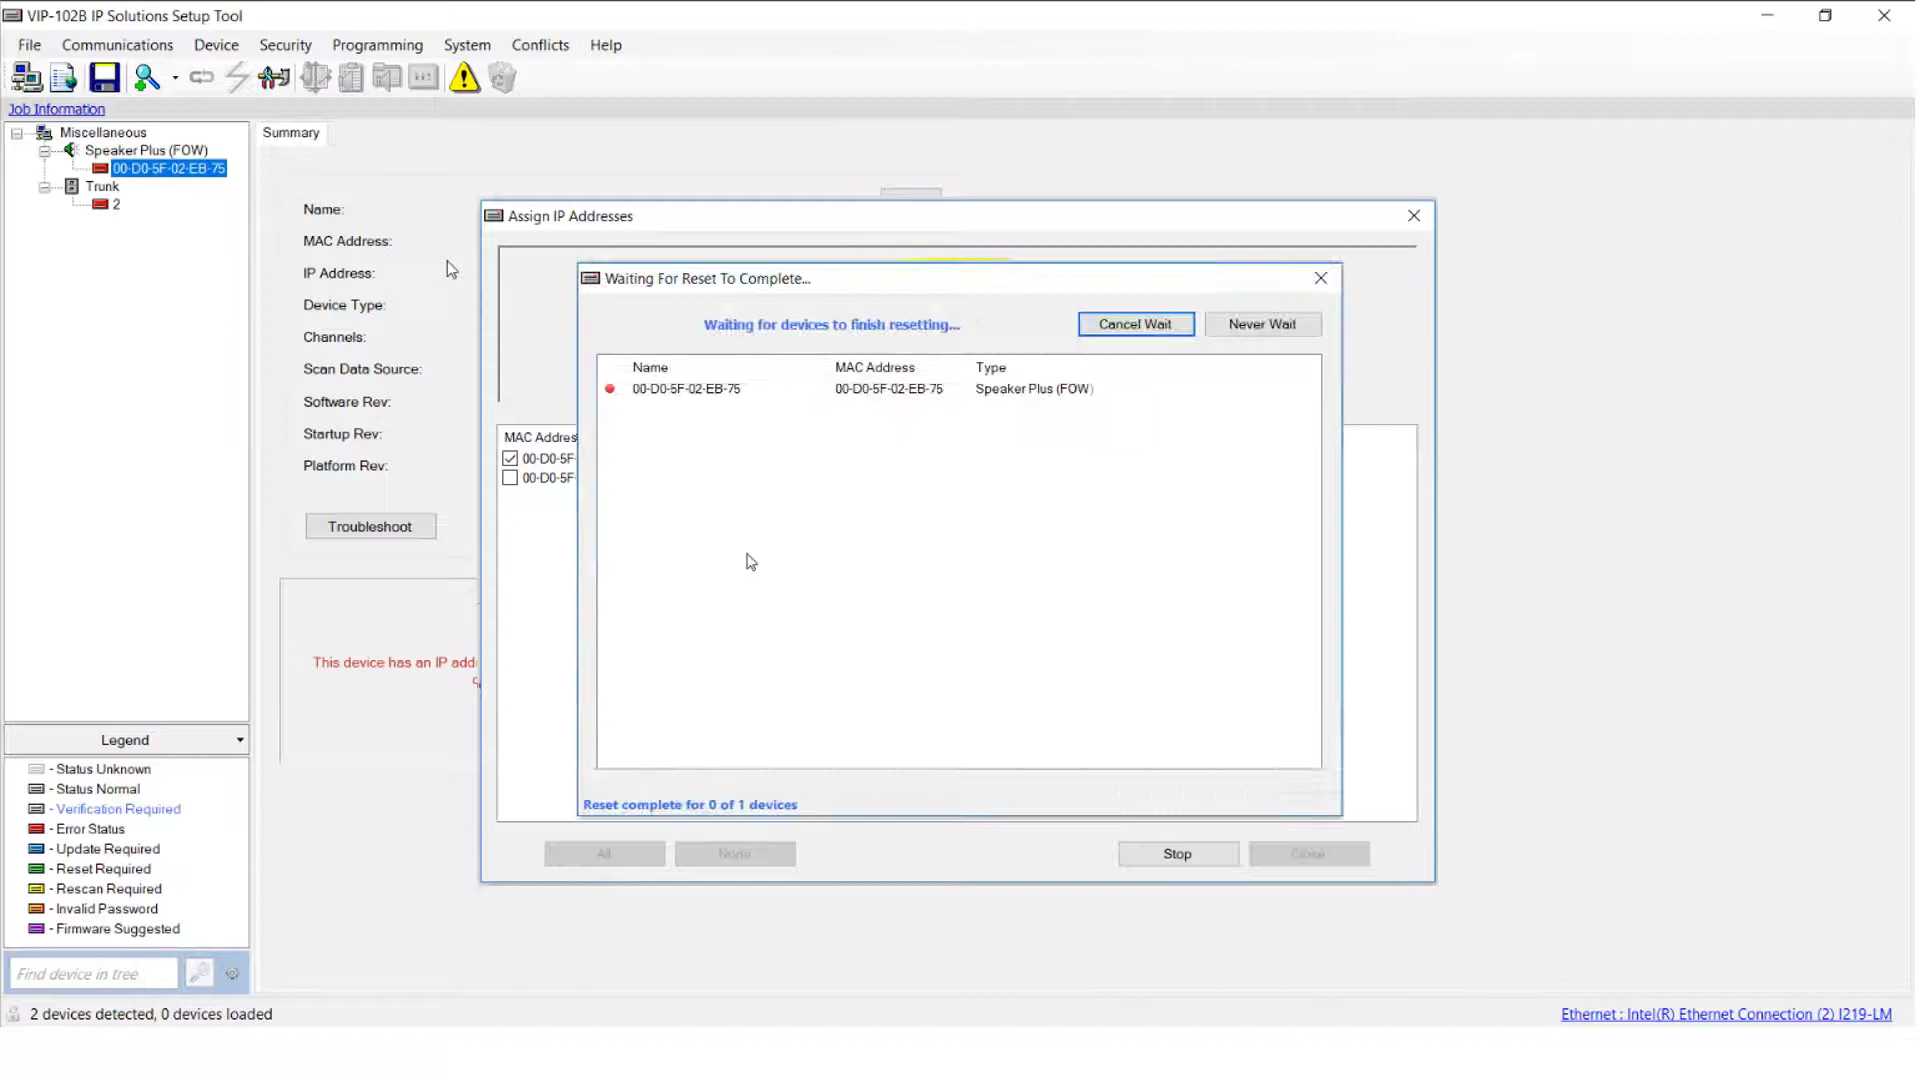 VIP-102B IP Solutions Setup Tool
File Communications Device Security Programming System Conflicts Help
Job Information
Miscellaneous
Speaker Plus (FOW)
00-D0-5F-02-EB-75
Trunk
2
Summary
Name:
MAC Address:
IP Address:
Device Type:
Channels:
Scan Data Source:
Software Rev:
Startup Rev:
Platform Rev:
Troubleshoot
This device has an IP add
Assign IP Addresses
MAC Addres
00-D0-5F-
00-D0-5F-
Waiting For Reset To Complete...
Waiting for devices to finish resetting... Cancel Wait Never Wait
Name MAC Address Type
00-D0-5F-02-EB-75 00-D0-5F-02-EB-75 Speaker Plus (FOW)
Reset complete for 0 of 1 devices
All None Stop Close
Legend
- Status Unknown
- Status Normal
- Verification Required
- Error Status
- Update Required
- Reset Required
- Rescan Required
- Invalid Password
- Firmware Suggested
Find device in tree
2 devices detected, 0 devices loaded
Ethernet : Intel(R) Ethernet Connection (2) I219-LM